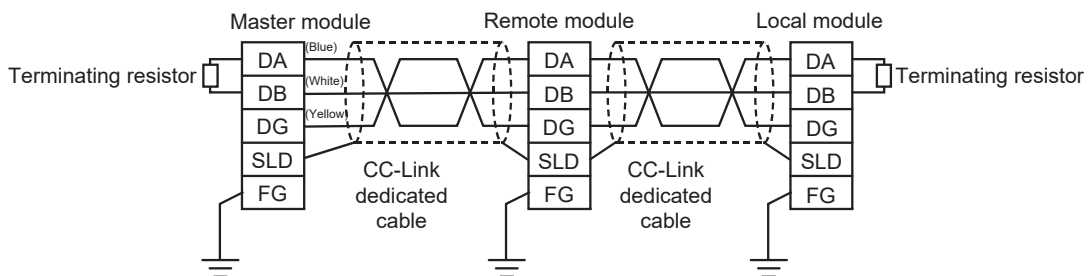 Master module
Remote module
Local module
Terminating resistor
DA
DB
DG
SLD
FG
(Blue)
(White)
(Yellow)
CC-Link
dedicated
cable
DA
DB
DG
SLD
FG
CC-Link
dedicated
cable
DA
DB
DG
SLD
FG
Terminating resistor